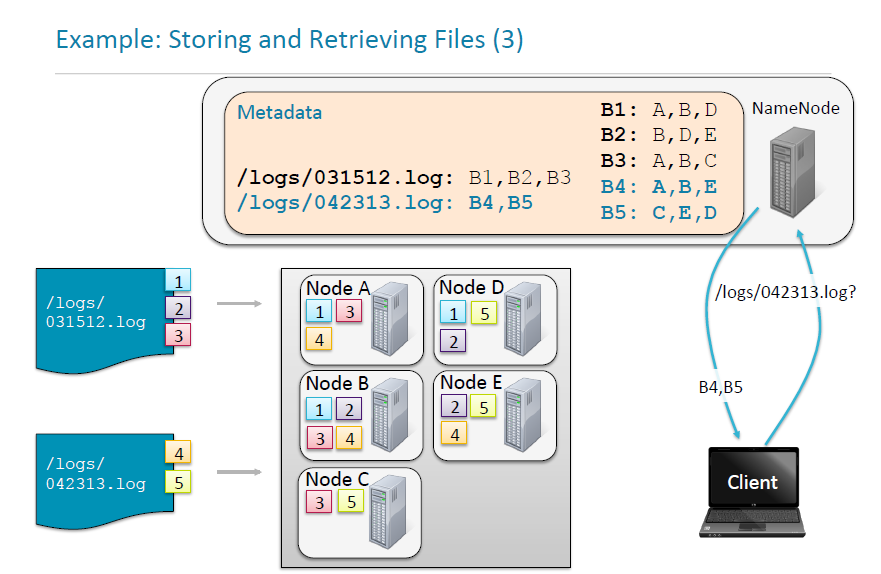 Example: Storing and Retrieving Files (3)
Metadata
/logs/031512.log: B1,B2,B3
/logs/042313.log: B4,B5
B1: A,B,D
B2: B,D,E
B3: A,B,C
B4: A,B,E
B5: C,E,D
NameNode
/logs/
031512.log
1
2
3
/logs/
042313.log
4
5
Node A
1 3
4
Node D
1 5
2
Node B
1 2
3 4
Node E
2 5
4
Node C
3 5
/logs/042313.log?
B4,B5
Client